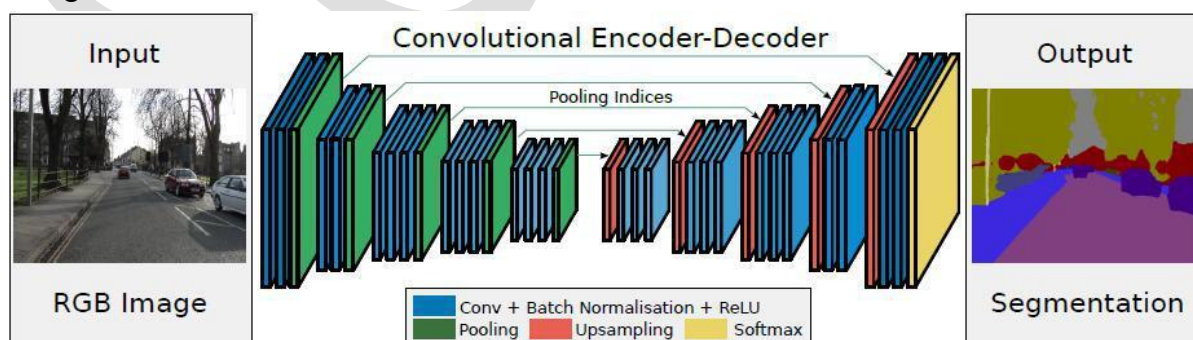 Input
RGB Image
Convolutional Encoder-Decoder
Pooling Indices
Conv + Batch Normalisation + ReLU
Pooling Upsampling Softmax
Output
Segmentation